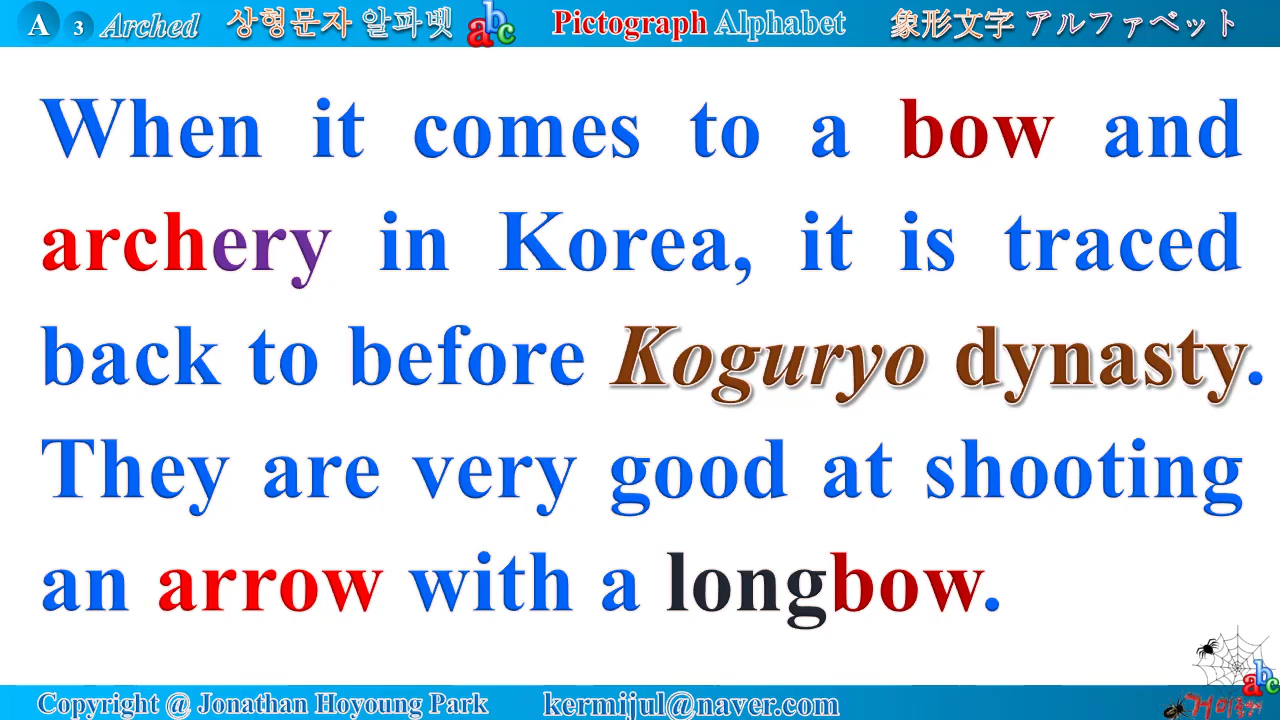 A 3 Arched 상형문자 알파벳 abc Pictograph Alphabet 象形文字 アルファベット
When it comes to a bow and
archery in Korea, it is traced
back to before Koguryo dynasty.
They are very good at shooting
an arrow with a longbow.
abc
Copyright @ Jonathan Hoyoung Park kermijul@naver.com